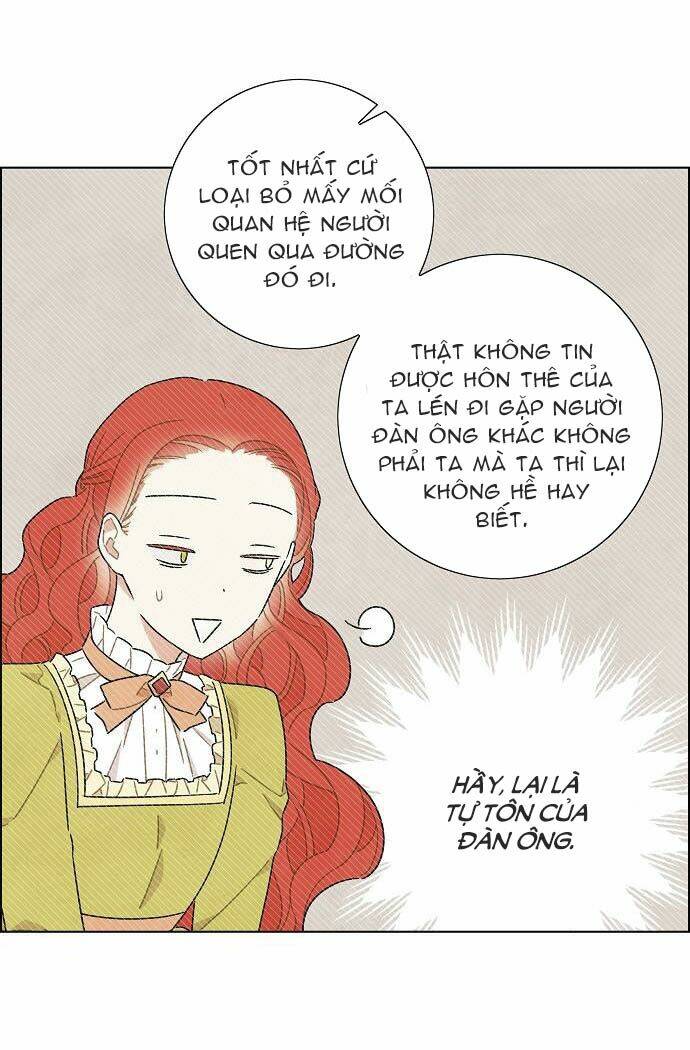 TỐT NHẤT CỨ
LOẠI BỎ MẤY MỐI
QUAN HỆ NGƯỜI
QUEN QUA ĐƯỜNG
ĐÓ ĐI.
THẬT KHÔNG TIN
ĐƯỢC HÔN THÊ CỦA
TA LÉN ĐI GẶP NGƯỜI
ĐÀN ÔNG KHÁC KHÔNG
PHẢI TA MÀ TA THÌ LẠI
KHÔNG HỀ HAY
BIẾT.
HẦY, LẠI LÀ
TỰ TÔN CỦA
ĐÀN ÔNG.